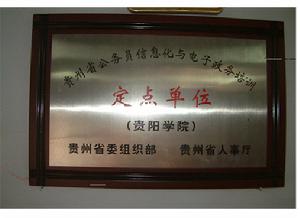 贵州省公务员信息化与电子政务培训
定点单位
(贵阳学院)
贵州省委组织部 贵州省人事厅